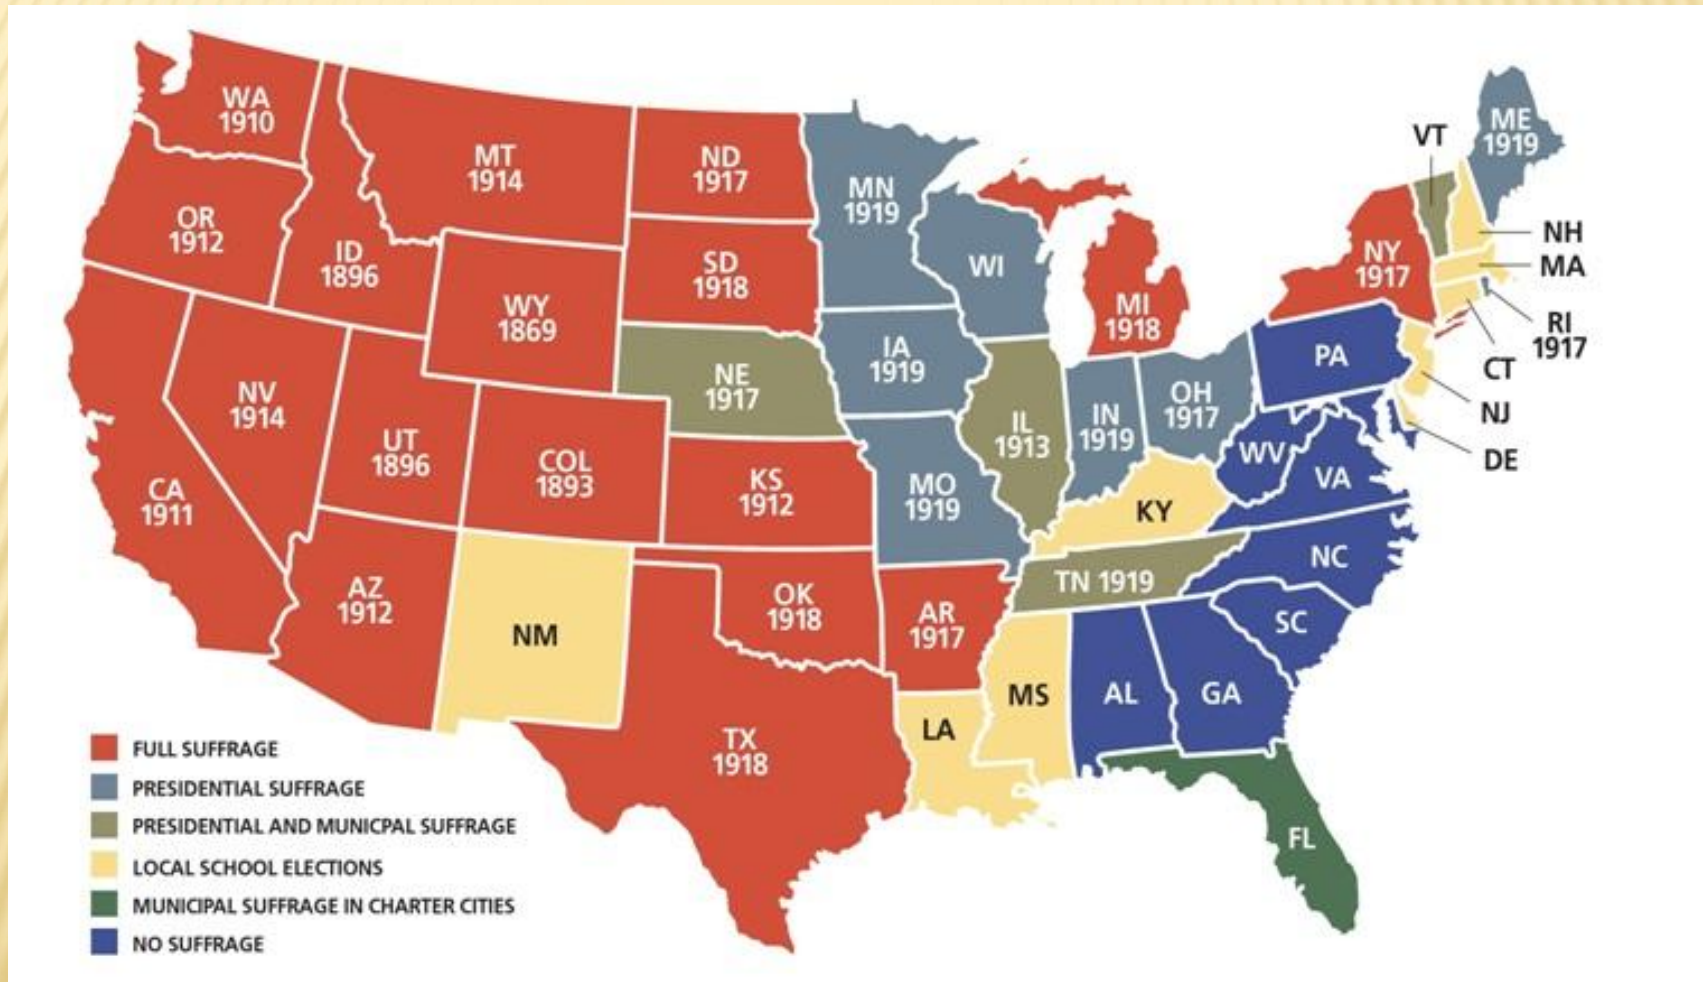 WA
1910
MT
1914
ND
1917
MN
1919
VT
ME
1919
OR
1912
ID
1896
WY
1869
SD
1918
WI
MI
1918
NY
1917
NH
MA
RI
1917
CT
NJ
DE
NV
1914
UT
1896
COL
1893
NE
1917
IA
1919
IL
1913
IN
1919
OH
1917
PA
WV
VA
CA
1911
KS
1912
MO
1919
KY
NC
AZ
1912
NM
OK
1918
AR
1917
TN 1919
SC
TX
1918
LA
MS
AL
GA
FL
FULL SUFFRAGE
PRESIDENTIAL SUFFRAGE
PRESIDENTIAL AND MUNICPAL SUFFRAGE
LOCAL SCHOOL ELECTIONS
MUNICIPAL SUFFRAGE IN CHARTER CITIES
NO SUFFRAGE